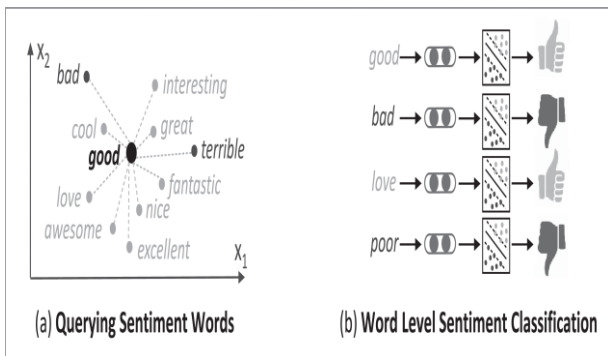 X2
bad
interesting
cool
great
good
terrible
fantastic
love
nice
awesome
excellent
X1
(a) Querying Sentiment Words
good
bad
love
poor
(b) Word Level Sentiment Classification